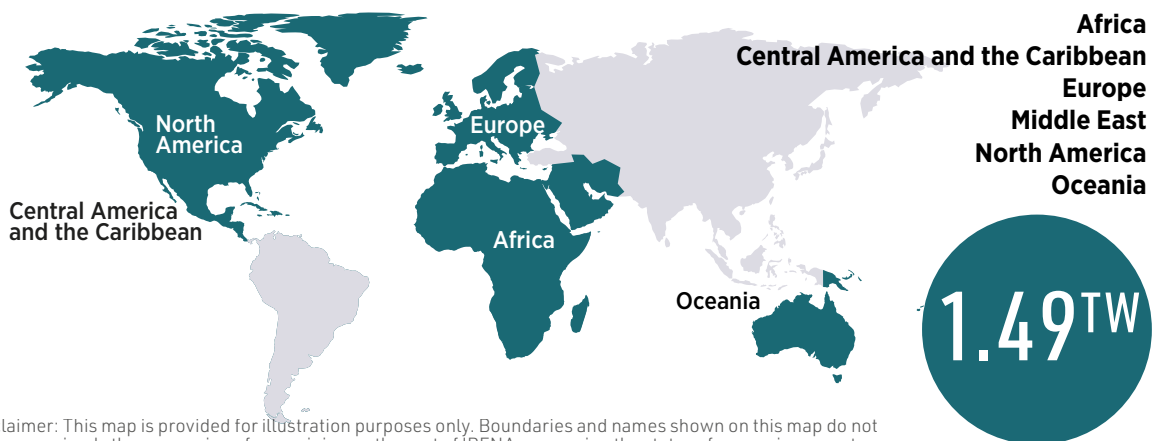 Africa
Central America and the Caribbean
Europe
Middle East
North America
Oceania
North
America
Europe
Central America
and the Caribbean
Africa
Oceania
1.49TW
claimer: This map is provided for illustration purposes only. Boundaries and names shown on this map do not